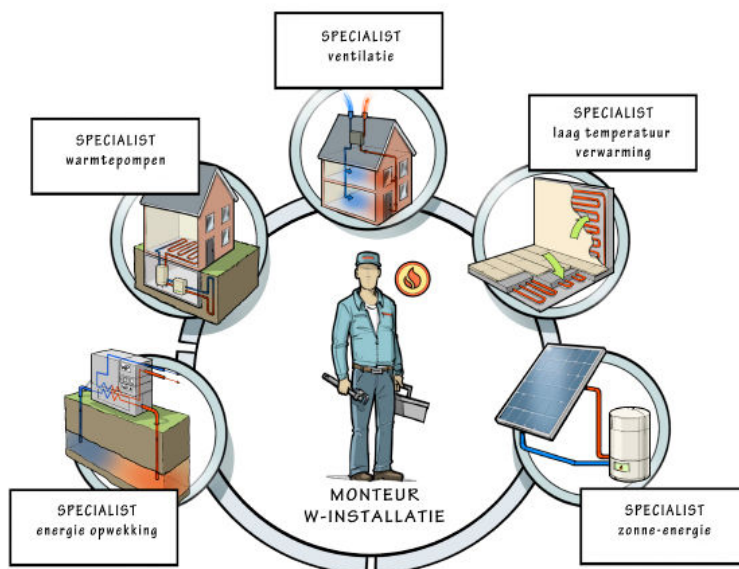 SPECIALIST
ventilatie
SPECIALIST
warmtepompen
SPECIALIST
laag temperatuur
verwarming
MONTEUR
W-INSTALLATIE
SPECIALIST
energie opwekking
SPECIALIST
zonne-energie